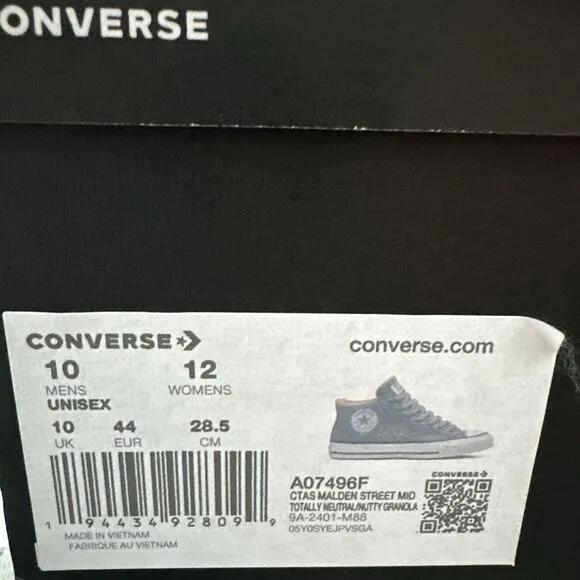 ONVERSE
CONVERSE
converse.com
10 12
MENS WOMENS
UNISEX
10 44 28.5
UK EUR CM
A07496F
CTAS MALDEN STREET MID
TOTALLY NEUTRAL/NUTTY GRANOLA
9A-2401-M88
05Y0SYEJPVSGA
CONVERSE
1 94434 92809 9
MADE IN VIETNAM
FABRIQUE AU VIETNAM